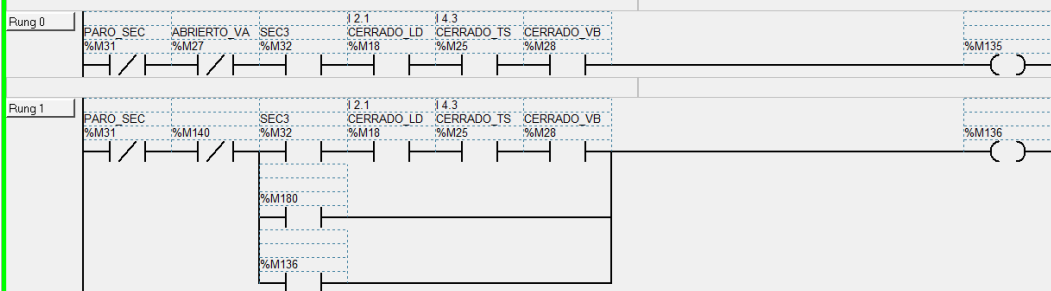 Rung 0
I 2.1 I 4.3
PARO_SEC ABRIERTO_VA SEC3 CERRADO_LD CERRADO_TS CERRADO_VB
%M31 %M27 %M32 %M18 %M25 %M28 %M135
Rung 1
I 2.1 I 4.3
PARO_SEC SEC3 CERRADO_LD CERRADO_TS CERRADO_VB
%M31 %M140 %M32 %M18 %M25 %M28 %M136
%M180
%M136